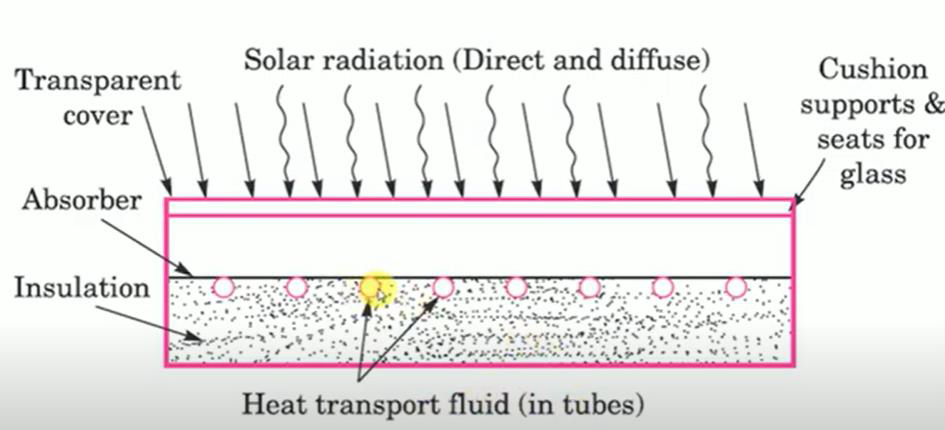 Solar radiation (Direct and diffuse)
Transparent
cover
Cushion
supports &
seats for
glass
Absorber
Insulation
Heat transport fluid (in tubes)